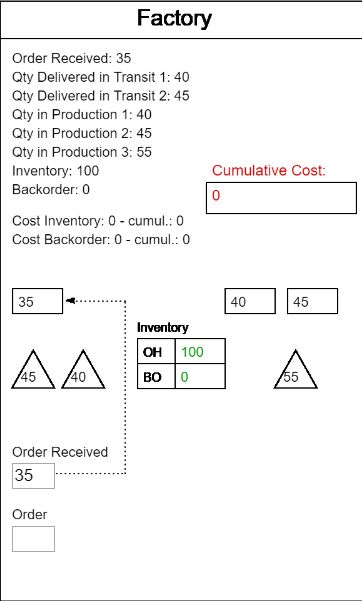 Factory
Order Received: 35
Qty Delivered in Transit 1: 40
Qty Delivered in Transit 2: 45
Qty in Production 1: 40
Qty in Production 2: 45
Qty in Production 3: 55
Inventory: 100
Backorder: 0
Cumulative Cost:
0
Cost Inventory: 0 - cumul.: 0
Cost Backorder: 0 - cumul.: 0
35
40
45
Inventory
OH 100
BO 0
45
40
55
Order Received
35
Order